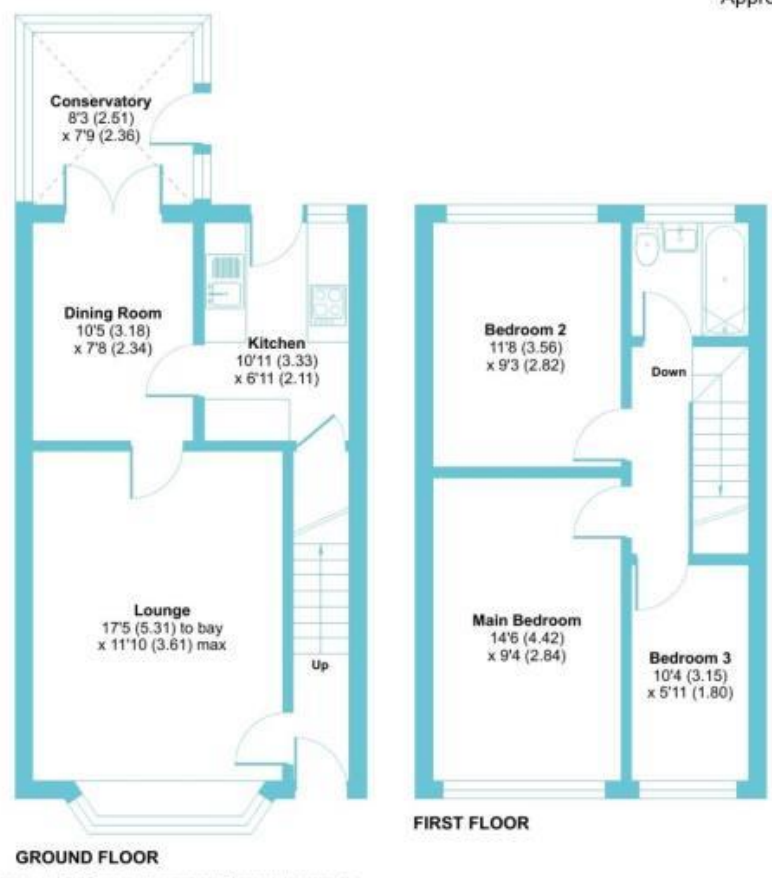 Appro
Conservatory
8'3 (2.51)
x 7'9 (2.36)
Dining Room
10'5 (3.18)
x 7'8 (2.34)
Kitchen
10'11 (3.33)
x 6'11 (2.11)
Lounge
17'5 (5.31) to bay
x 11'10 (3.61) max
Up
GROUND FLOOR
Bedroom 2
11'8 (3.56)
x 9'3 (2.82)
Down
Main Bedroom
14'6 (4.42)
x 9'4 (2.84)
Bedroom 3
10'4 (3.15)
x 5'11 (1.80)
FIRST FLOOR